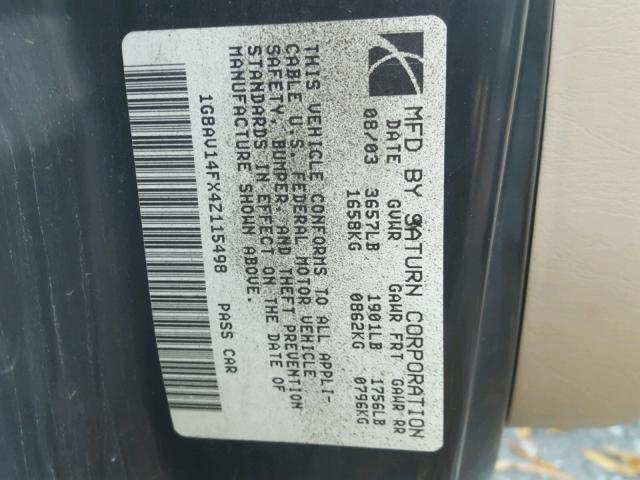 MFD BY SATURN CORPORATION
DATE GVWR GAWR FRT GAWR RR
08/03 3657LB 1901LB 1756LB
1658KG 0862KG 0796KG
THIS VEHICLE CONFORMS TO ALL APPLI-
CABLE U.S. FEDERAL MOTOR VEHICLE
SAFETY, BUMPER, AND THEFT PREVENTION
STANDARDS IN EFFECT ON THE DATE OF
MANUFACTURE SHOWN ABOVE.
1G8AV14FX4Z115498 PASS CAR